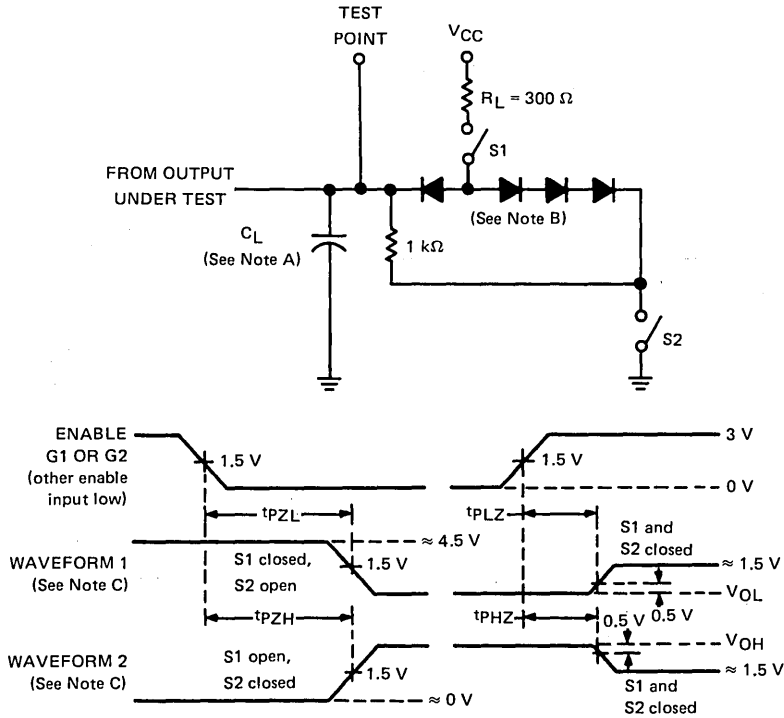 TEST
POINT
VCC
RL = 300 Ω
S1
FROM OUTPUT
UNDER TEST
(See Note B)
CL
(See Note A)
1 kΩ
S2
ENABLE
G1 OR G2
(other enable
input low)
1.5 V
1.5 V
3 V
0 V
tPZL
tPLZ
WAVEFORM 1
(See Note C)
S1 closed,
S2 open
≈ 4.5 V
1.5 V
S1 and
S2 closed
≈ 1.5 V
VOL
0.5 V
tPZH
tPHZ
0.5 V
VOH
WAVEFORM 2
(See Note C)
S1 open,
S2 closed
1.5 V
≈ 0 V
≈ 1.5 V
S1 and
S2 closed